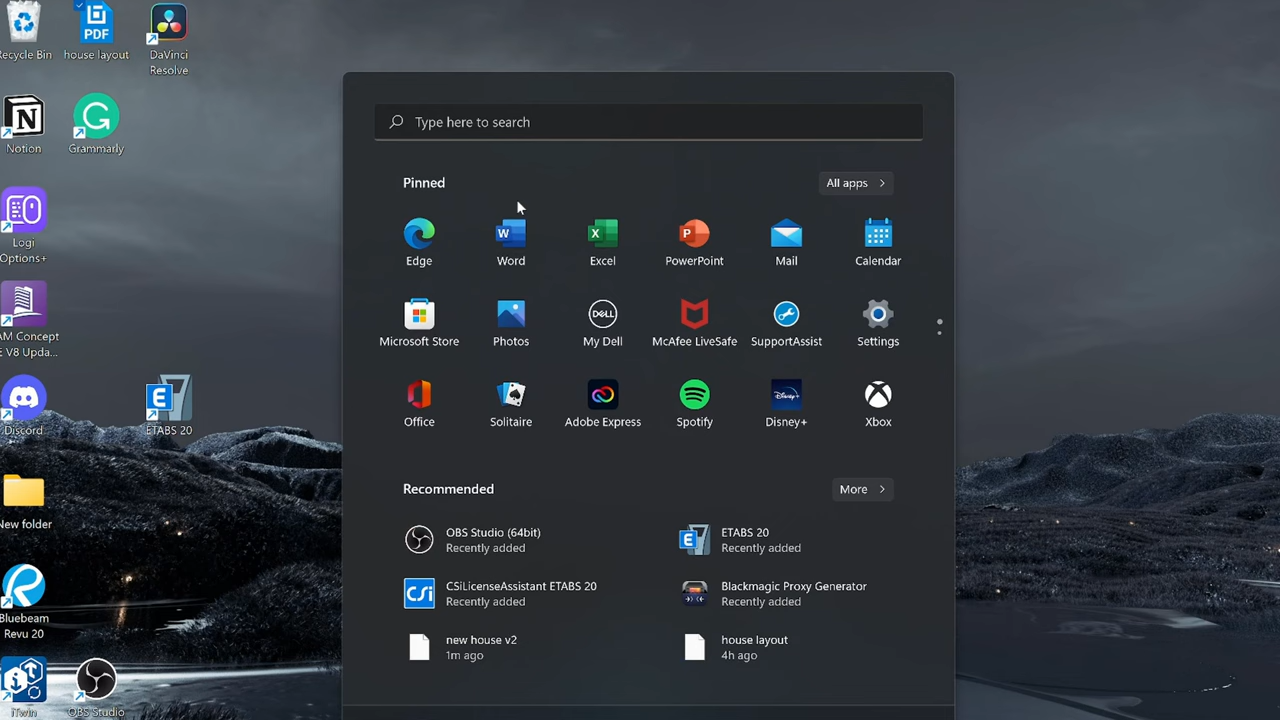 Recycle Bin
house layout
DaVinci
Resolve
Notion
Grammarly
Logi
Options+
AM Concept
E V8 Upda...
Discord
ETABS 20
New folder
Bluebeam
Revu 20
iTwin
OBS Studio
PDF
Type here to search
Pinned
All apps
Edge
Word
Excel
PowerPoint
Mail
Calendar
Microsoft Store
Photos
My Dell
McAfee LiveSafe
SupportAssist
Settings
Office
Solitaire
Adobe Express
Spotify
Disney+
Xbox
Recommended
More
OBS Studio (64bit)
Recently added
ETABS 20
Recently added
CSiLicenseAssistant ETABS 20
Recently added
Blackmagic Proxy Generator
Recently added
new house v2
1m ago
house layout
4h ago